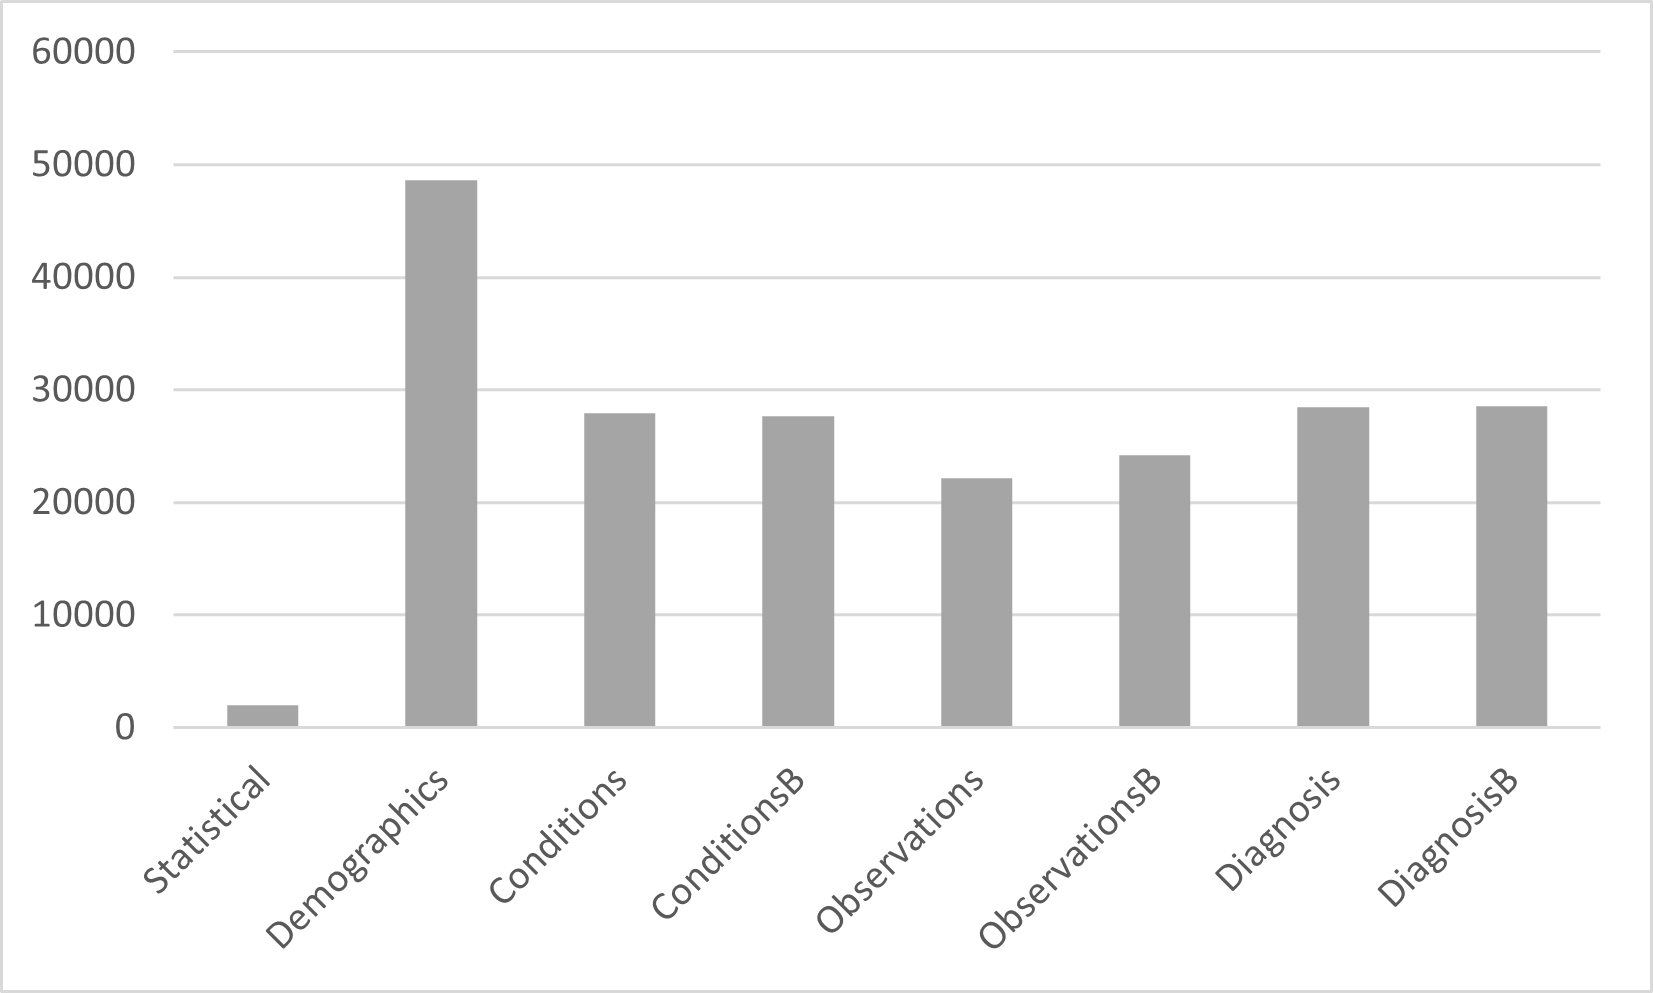 60000
50000
40000
30000
20000
10000
0
Statistical
Demographics
Conditions
ConditionsB
Observations
ObservationsB
Diagnosis
DiagnosisB